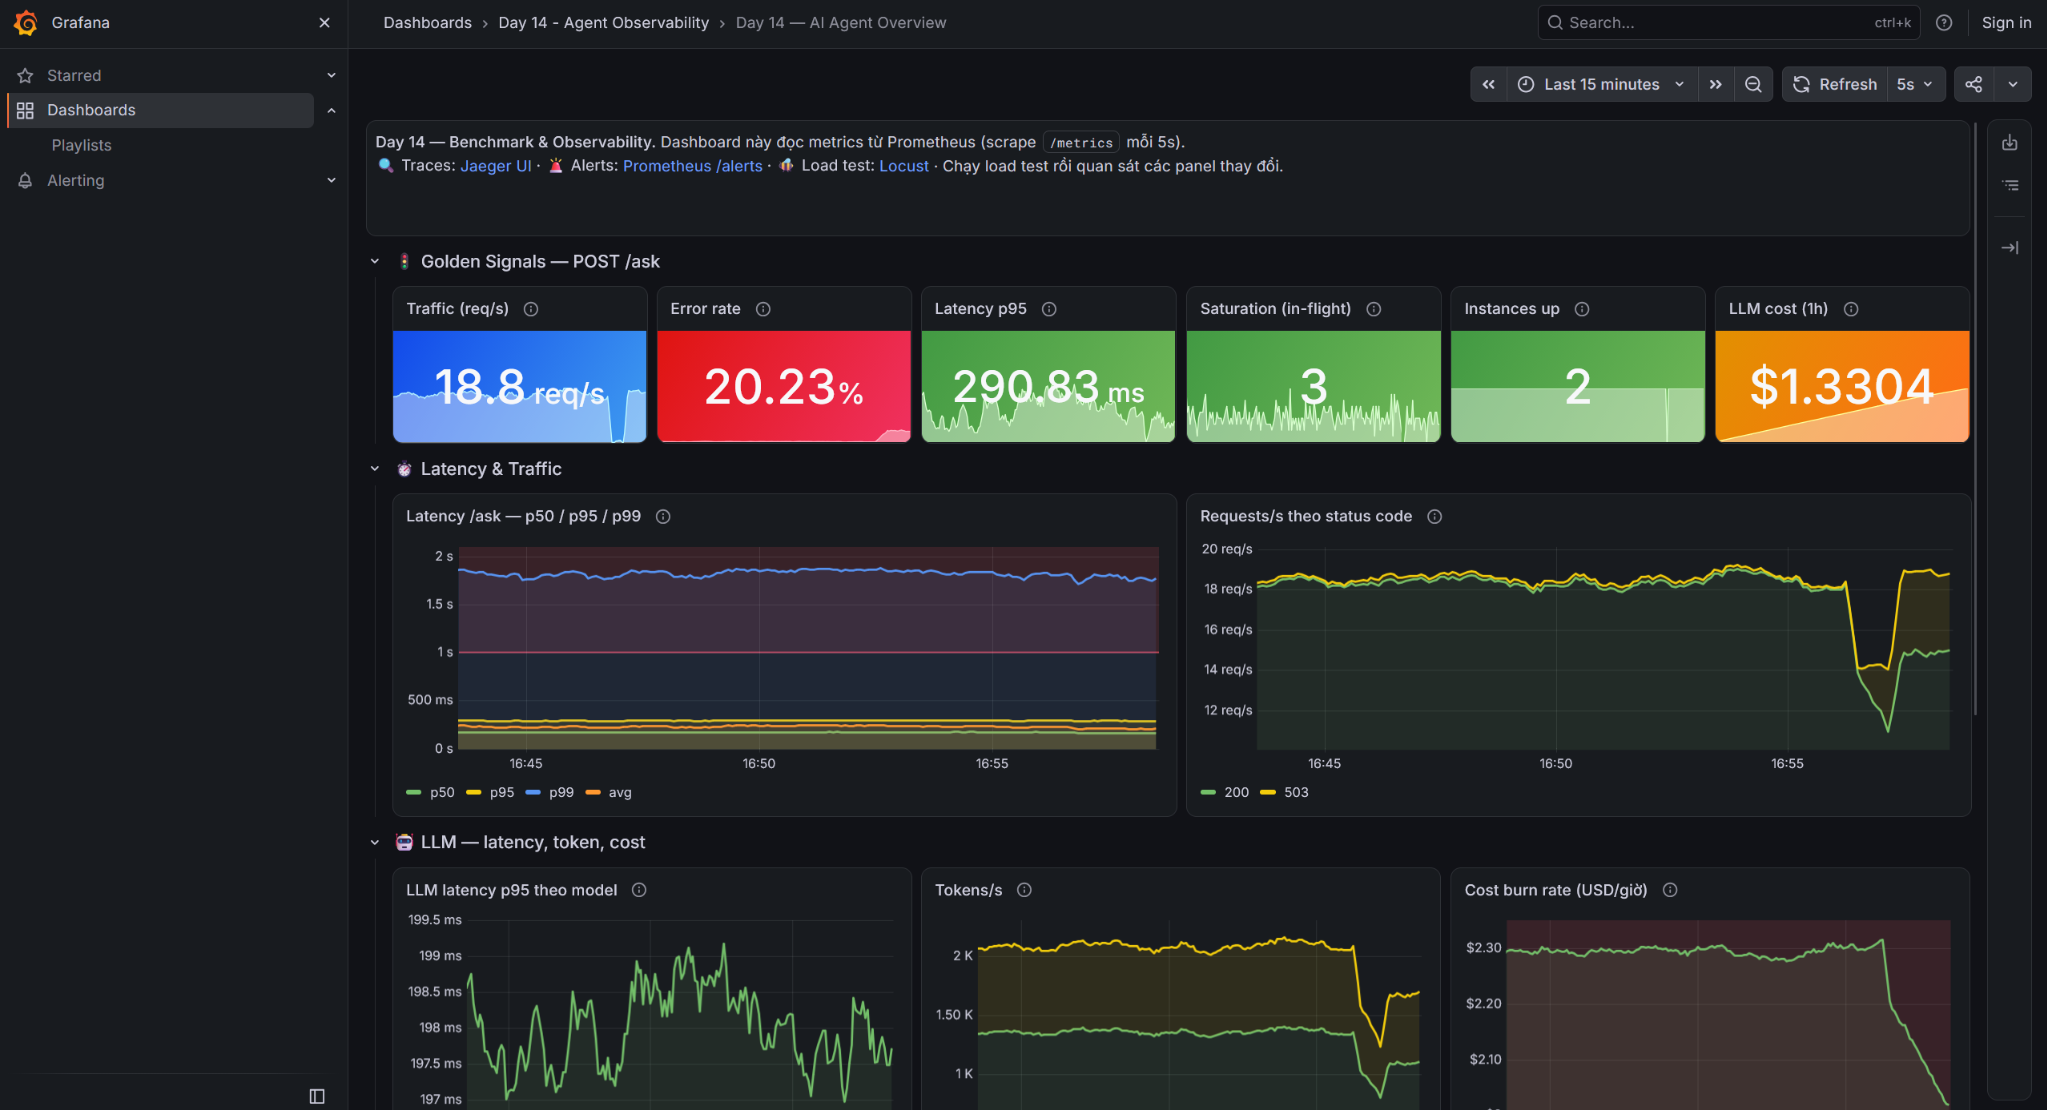 Grafana
Dashboards › Day 14 - Agent Observability › Day 14 — AI Agent Overview
Search...
ctrl+k
Sign in
Starred
Dashboards
Playlists
Alerting
Last 15 minutes
Refresh
5s
Day 14 — Benchmark & Observability. Dashboard này đọc metrics từ Prometheus (scrape /metrics mỗi 5s).
Traces: Jaeger UI · Alerts: Prometheus /alerts · Load test: Locust · Chạy load test rồi quan sát các panel thay đổi.
Golden Signals — POST /ask
Traffic (req/s)
18.8 req/s
Error rate
20.23%
Latency p95
290.83 ms
Saturation (in-flight)
3
Instances up
2
LLM cost (1h)
$1.3304
Latency & Traffic
Latency /ask — p50 / p95 / p99
2 s
1.5 s
1 s
500 ms
0 s
16:45
16:50
16:55
p50
p95
p99
avg
Requests/s theo status code
20 req/s
18 req/s
16 req/s
14 req/s
12 req/s
16:45
16:50
16:55
200
503
LLM — latency, token, cost
LLM latency p95 theo model
199.5 ms
199 ms
198.5 ms
198 ms
197.5 ms
197 ms
Tokens/s
2 K
1.50 K
1 K
Cost burn rate (USD/giờ)
$2.30
$2.20
$2.10